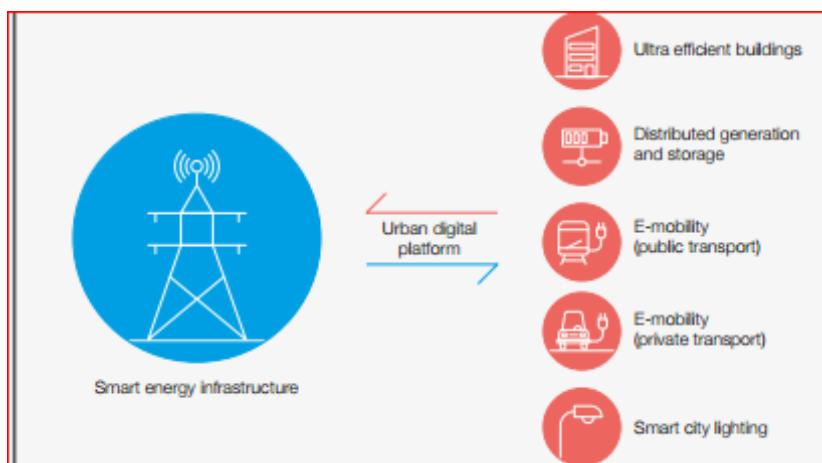 Ultra efficient buildings
Distributed generation
and storage
Urban digital
platform
E-mobility
(public transport)
E-mobility
(private transport)
Smart energy infrastructure
Smart city lighting